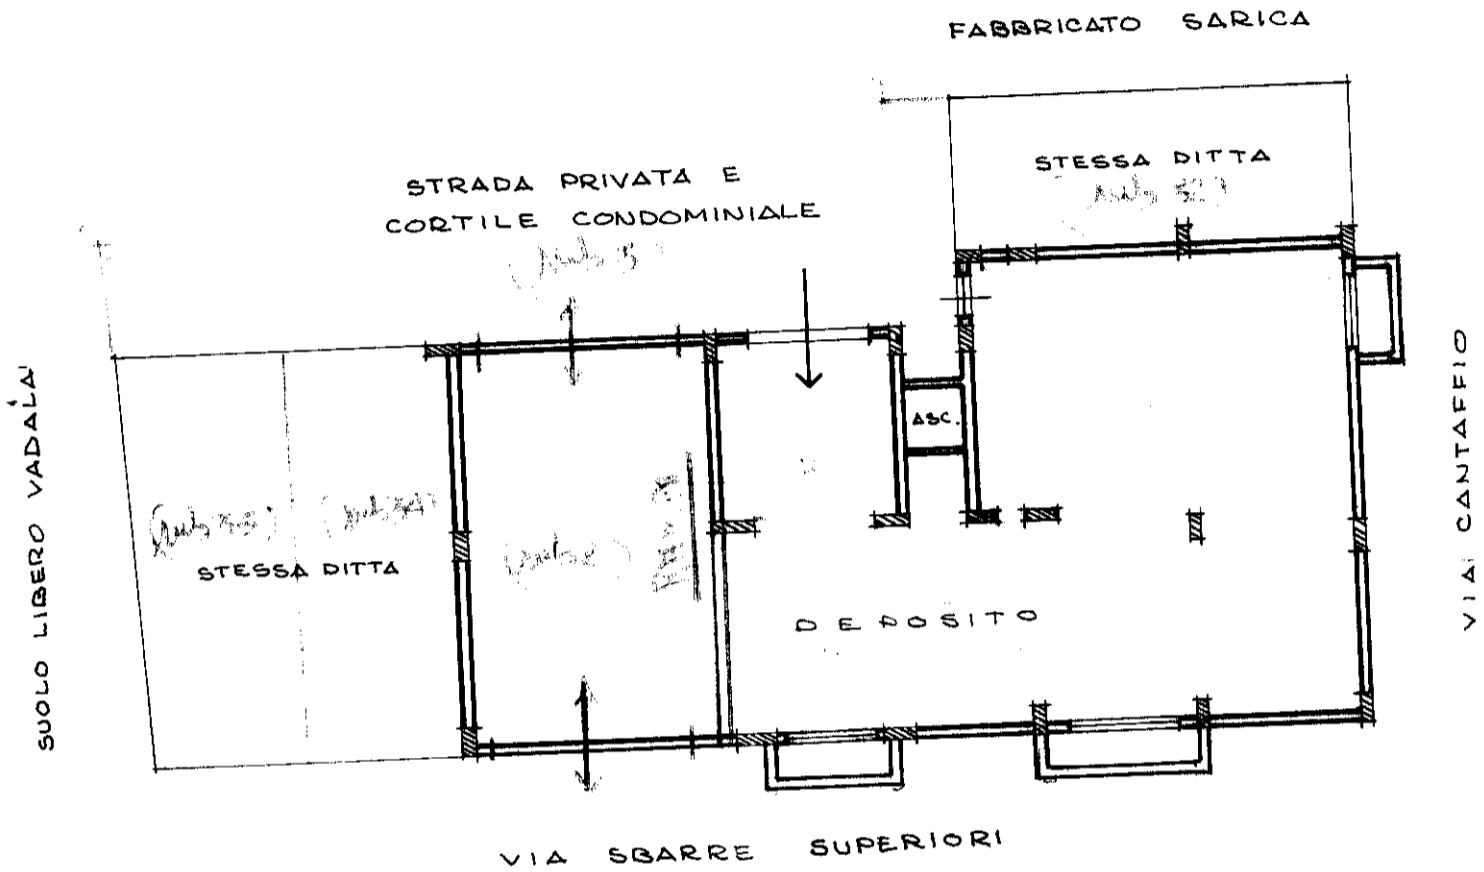 FABBRICATO SARICA
STESSA DITTA
STRADA PRIVATA E
CORTILE CONDOMINIALE
SUOLO LIBERO VADALA'
ASC.
STESSA DITTA
DEPOSITO
VIA CANTAFFIO
VIA SBARRE SUPERIORI